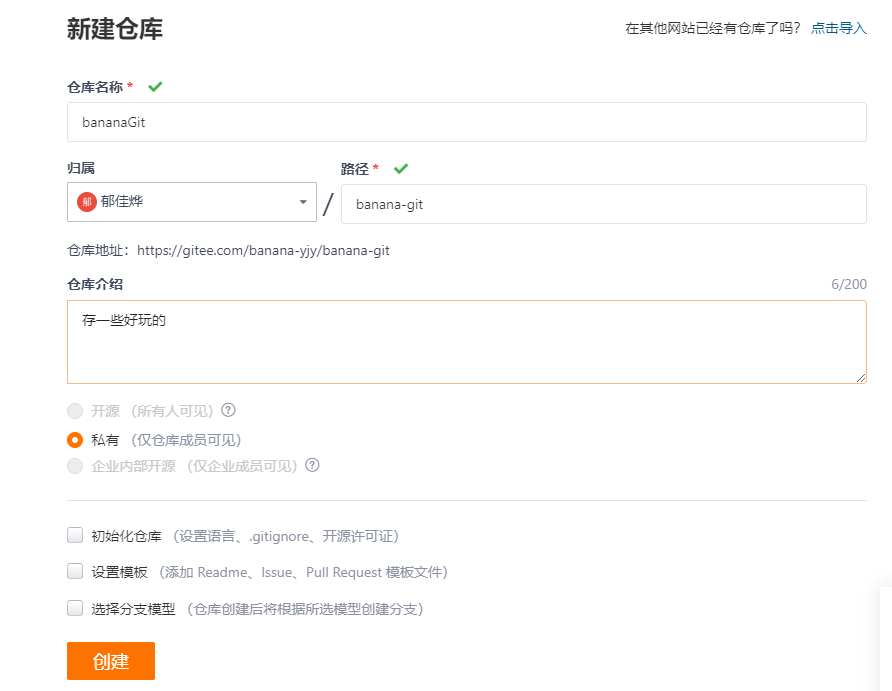 新建仓库
在其他网站已经有仓库了吗? 点击导入
仓库名称 *
bananaGit
归属 路径 *
郁 郁佳烨 / banana-git
仓库地址：https://gitee.com/banana-yjy/banana-git
仓库介绍 6/200
存一些好玩的
开源 （所有人可见） ?
私有 （仅仓库成员可见）
企业内部开源 （仅企业成员可见） ?
初始化仓库 （设置语言、.gitignore、开源许可证）
设置模板 （添加 Readme、Issue、Pull Request 模板文件）
选择分支模型 （仓库创建后将根据所选模型创建分支）
创建